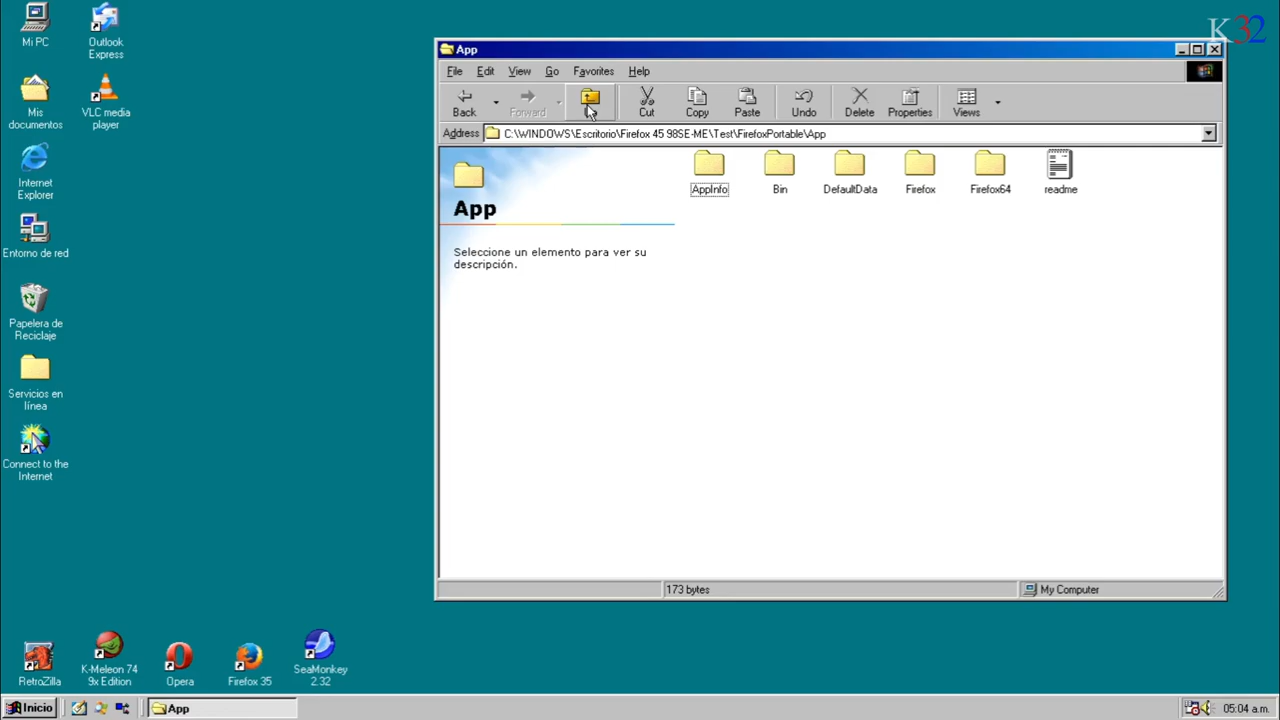 Mi PC
Outlook
Express
Mis
documentos
VLC media
player
Internet
Explorer
Entorno de red
Papelera de
Reciclaje
Servicios en
línea
Connect to the
Internet
RetroZilla
K-Meleon 74
9x Edition
Opera
Firefox 35
SeaMonkey
2.32
K32
App
File Edit View Go Favorites Help
Back Forward Cut Copy Paste Undo Delete Properties Views
Address C:\WINDOWS\Escritorio\Firefox 45 98SE-ME\Test\FirefoxPortable\App
App
Seleccione un elemento para ver su
descripción.
AppInfo Bin DefaultData Firefox Firefox64 readme
173 bytes My Computer
Inicio App 05:04 a.m.